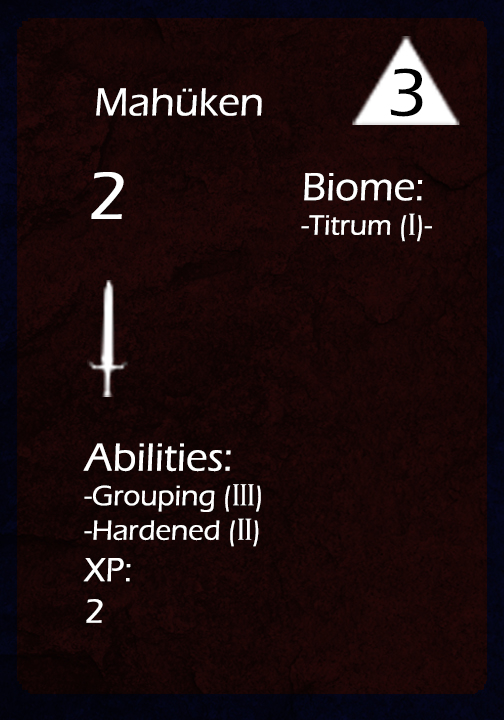 Mahüken
3
2
Biome:
-Titrum (I)-
Abilities:
-Grouping (III)
-Hardened (II)
XP:
2